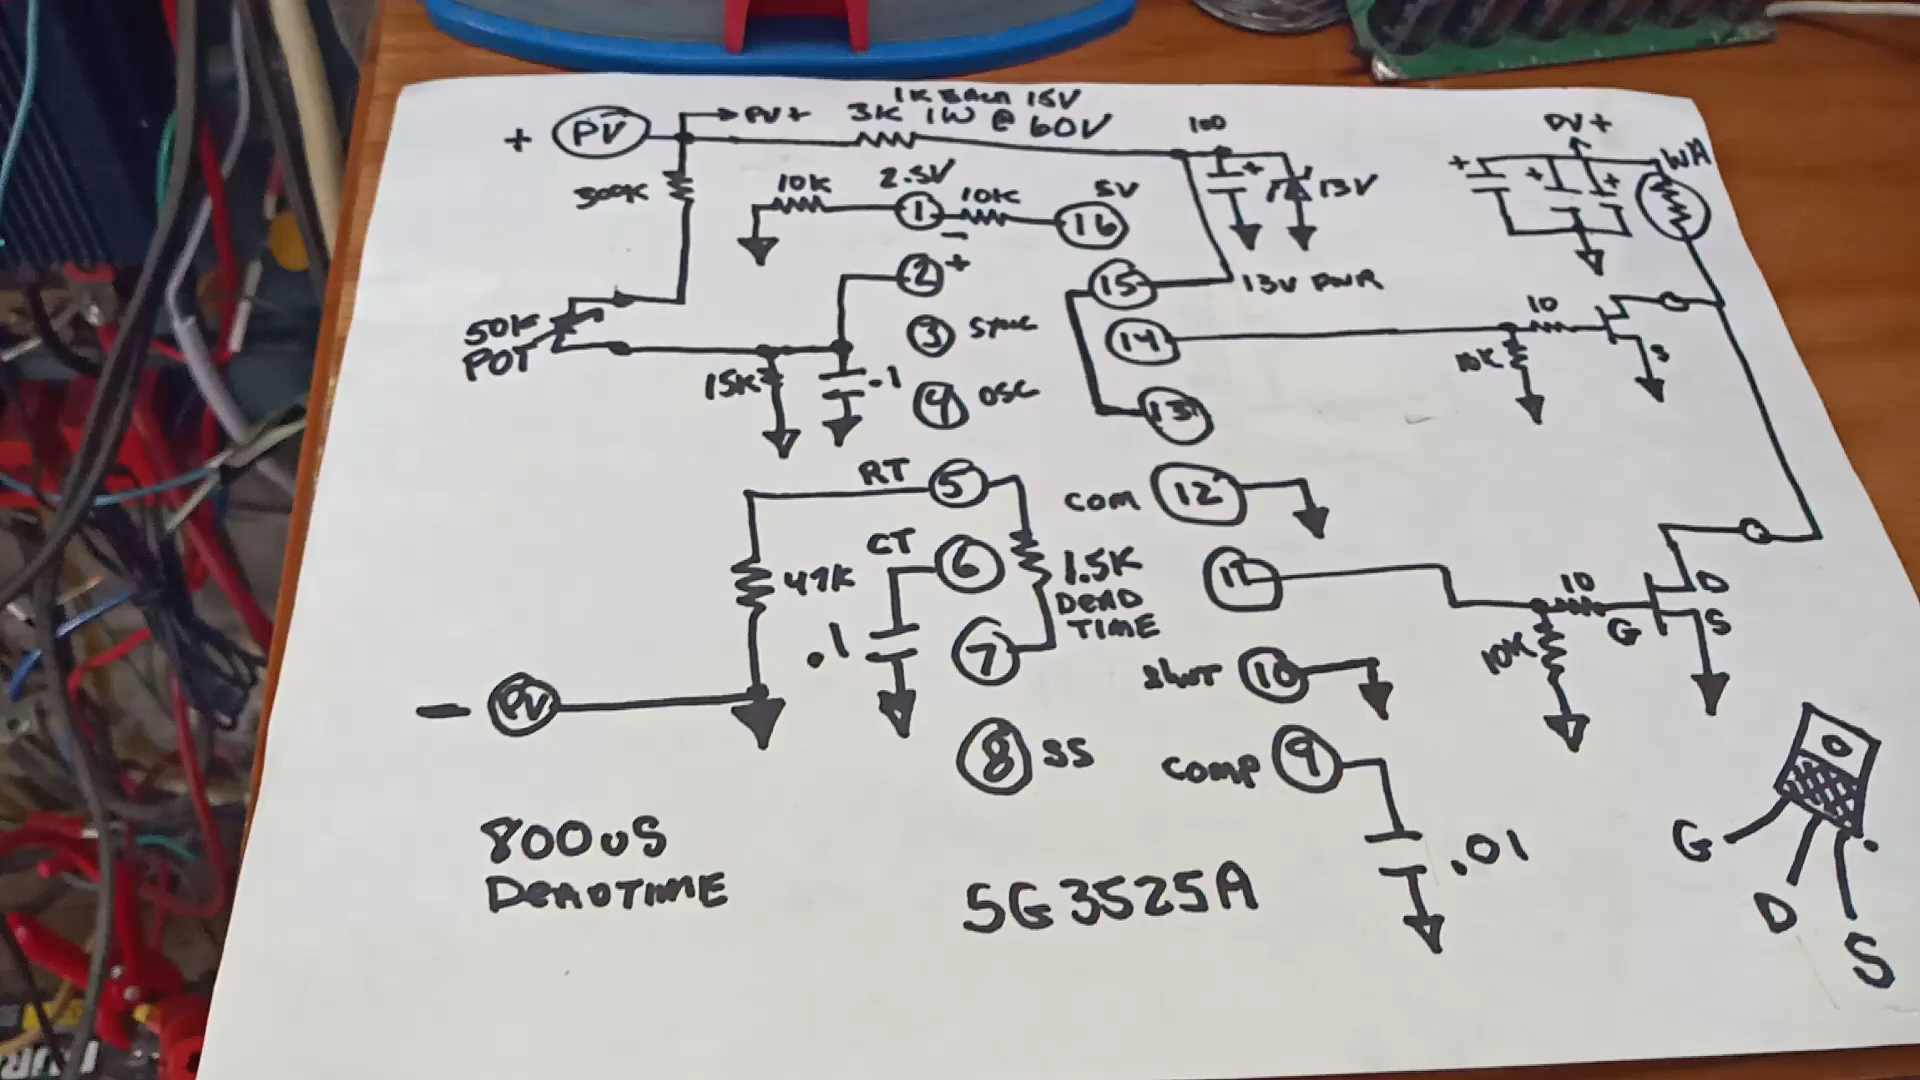 1K EACH 15V
+ PV → PV+ 3K 1W @ 60V
100
PV+
+ + +
WH
300K
10K 2.5V 10K 5V
1 16
-
+ 13V
2 +
15 13V PWR
50K
POT
3 SYNC
14
10
10K
S
15K .1
4 OSC
13
RT 5
COM 12
CT 6
47K
1.5K
DEAD
TIME
11
10
G D
S
10K
.1
7
SHUT 10
- PV
8 SS
COMP 9
.01
800uS
DEADTIME
SG3525A
G
D
S